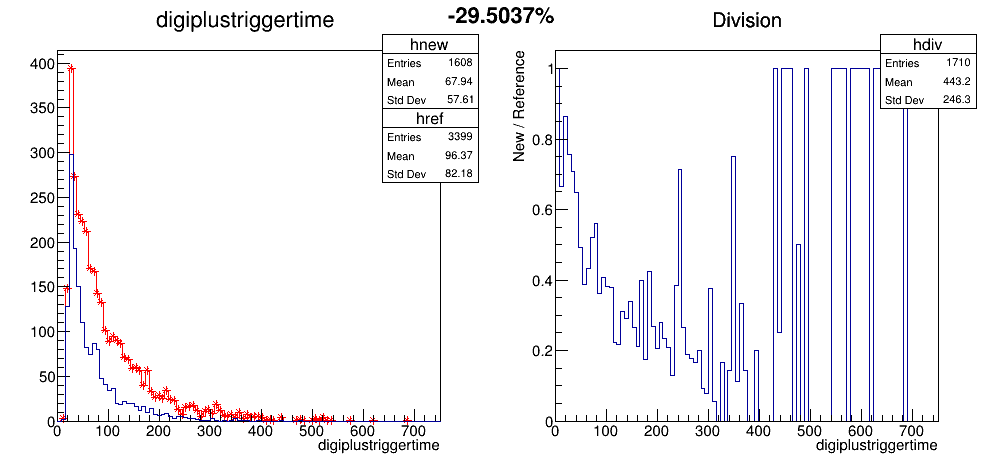 -29.5037%
digiplustriggertime
hnew
Entries 1608
Mean 67.94
Std Dev 57.61
href
Entries 3399
Mean 96.37
Std Dev 82.18
400
350
300
250
200
150
100
50
0
0 100 200 300 400 500 600 700
digiplustriggertime
Division
hdiv
Entries 1710
Mean 443.2
Std Dev 246.3
New / Reference
1
0.8
0.6
0.4
0.2
0
0 100 200 300 400 500 600 700
digiplustriggertime